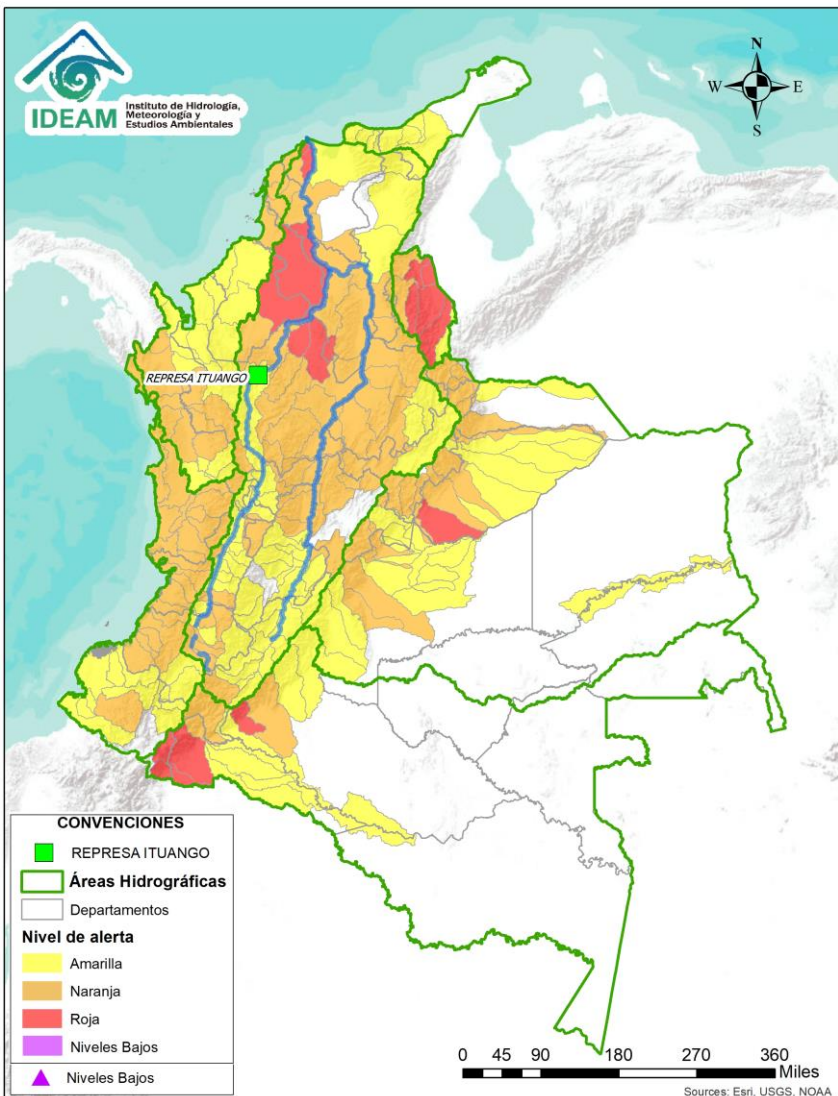 IDEAM
Instituto de Hidrología,
Meteorología y
Estudios Ambientales
N
W
E
S
REPRESA ITUANGO
CONVENCIONES
REPRESA ITUANGO
Áreas Hidrográficas
Departamentos
Nivel de alerta
Amarilla
Naranja
Roja
Niveles Bajos
Niveles Bajos
0 45 90 180 270 360
Miles
Sources: Esri, USGS, NOAA